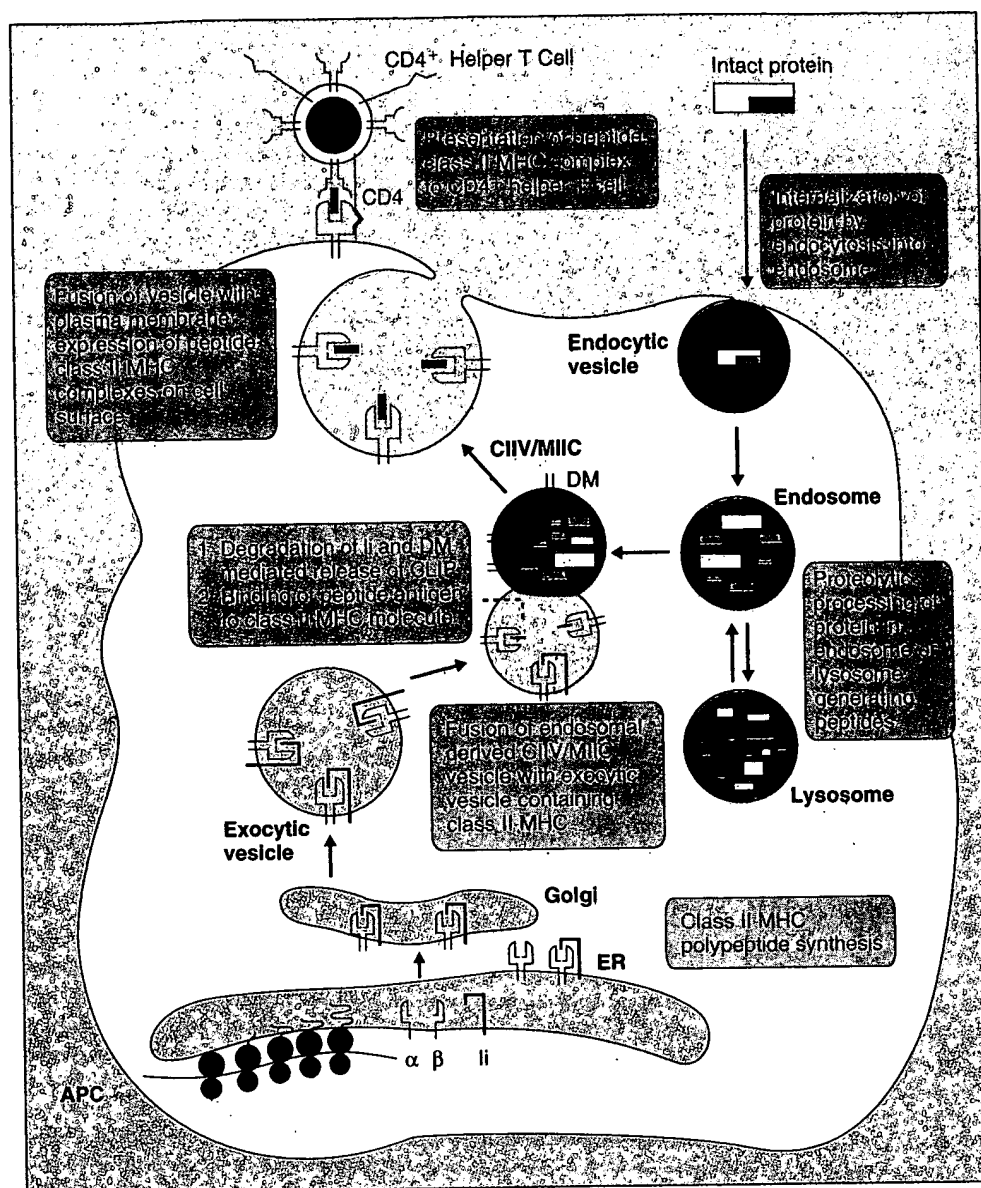 CD4+ Helper T Cell
Intact protein
Presentation of peptide
class II MHC complex
to CD4+ helper T cell
CD4
Internalization of
protein by
endocytosis into
endosome
Fusion of vesicle with
plasma membrane
expression of peptide
class II MHC
complexes on cell
surface
Endocytic
vesicle
CIIV/MIIC
DM
Endosome
1. Degradation of Ii and DM
mediated release of CLIP
2. Binding of peptide antigen
to class II MHC molecule
Proteolytic
processing of
protein in
endosome or
lysosome
generating
peptides
Fusion of endosomal
derived CIIV/MIIC
vesicle with exocytic
vesicle containing
class II MHC
Lysosome
Exocytic
vesicle
Golgi
Class II MHC
polypeptide synthesis
ER
α β Ii
APC